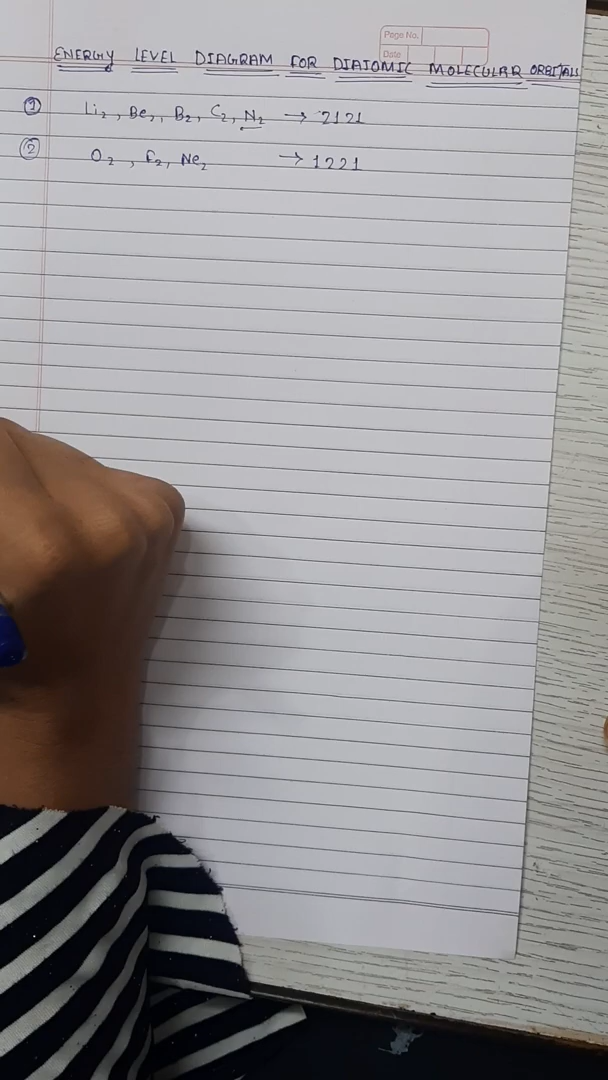 Page No.
Date
ENERGY LEVEL DIAGRAM FOR DIATOMIC MOLECULAR ORBITALS
① Li₂, Be₂, B₂, C₂, N₂ → 2121
② O₂, F₂, Ne₂ → 1221